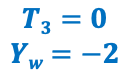 T₃ = 0
Y_w = −2